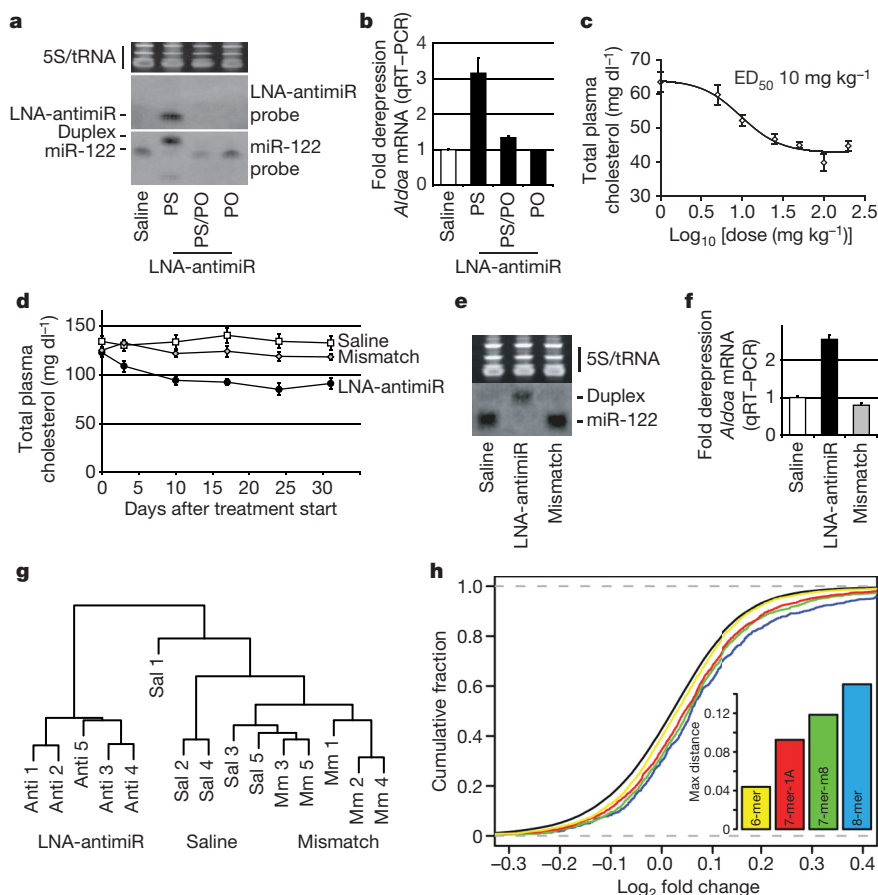 a
5S/tRNA
LNA-antimiR
Duplex
miR-122
LNA-antimiR
probe
miR-122
probe
Saline
PS
PS/PO
PO
LNA-antimiR
b
Fold derepression
Aldoa mRNA (qRT–PCR)
4
3
2
1
0
Saline
PS
PS/PO
PO
LNA-antimiR
c
Total plasma
cholesterol (mg dl⁻¹)
70
60
50
40
30
ED₅₀ 10 mg kg⁻¹
0 0.5 1.0 1.5 2.0 2.5
Log₁₀ [dose (mg kg⁻¹)]
d
Total plasma
cholesterol (mg dl⁻¹)
150
100
50
0
Saline
Mismatch
LNA-antimiR
0 5 10 15 20 25 30
Days after treatment start
e
5S/tRNA
Duplex
miR-122
Saline
LNA-antimiR
Mismatch
f
Fold derepression
Aldoa mRNA
(qRT–PCR)
2
1
0
Saline
LNA-antimiR
Mismatch
g
Anti 1
Anti 2
Anti 5
Anti 3
Anti 4
Sal 1
Sal 2
Sal 4
Sal 3
Sal 5
Mm 3
Mm 5
Mm 1
Mm 2
Mm 4
LNA-antimiR
Saline
Mismatch
h
Cumulative fraction
1.0
0.8
0.6
0.4
0.2
0
–0.3 –0.2 –0.1 0.0 0.1 0.2 0.3 0.4
Log₂ fold change
Max distance
0.12
0.04
0
6-mer
7-mer-1A
7-mer-m8
8-mer